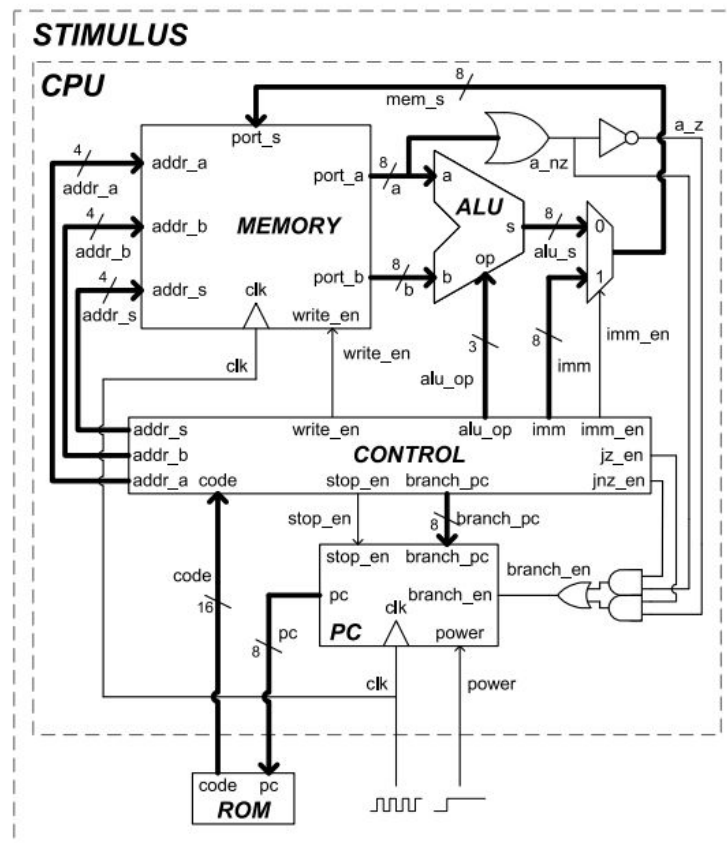 STIMULUS
CPU
8
mem_s
port_s
a_z
4
addr_a
addr_a
port_a
8
a
a
a_nz
ALU
4
addr_b
addr_b
MEMORY
s
8
alu_s
0
op
4
addr_s
addr_s
clk
port_b
8
b
b
1
write_en
imm_en
clk
write_en
3
alu_op
8
imm
addr_s
write_en
alu_op
imm
imm_en
addr_b
CONTROL
jz_en
addr_a
code
stop_en
branch_pc
jnz_en
stop_en
8
branch_pc
code
16
stop_en
branch_pc
branch_en
pc
clk
branch_en
8
pc
PC
power
clk
power
code
pc
ROM